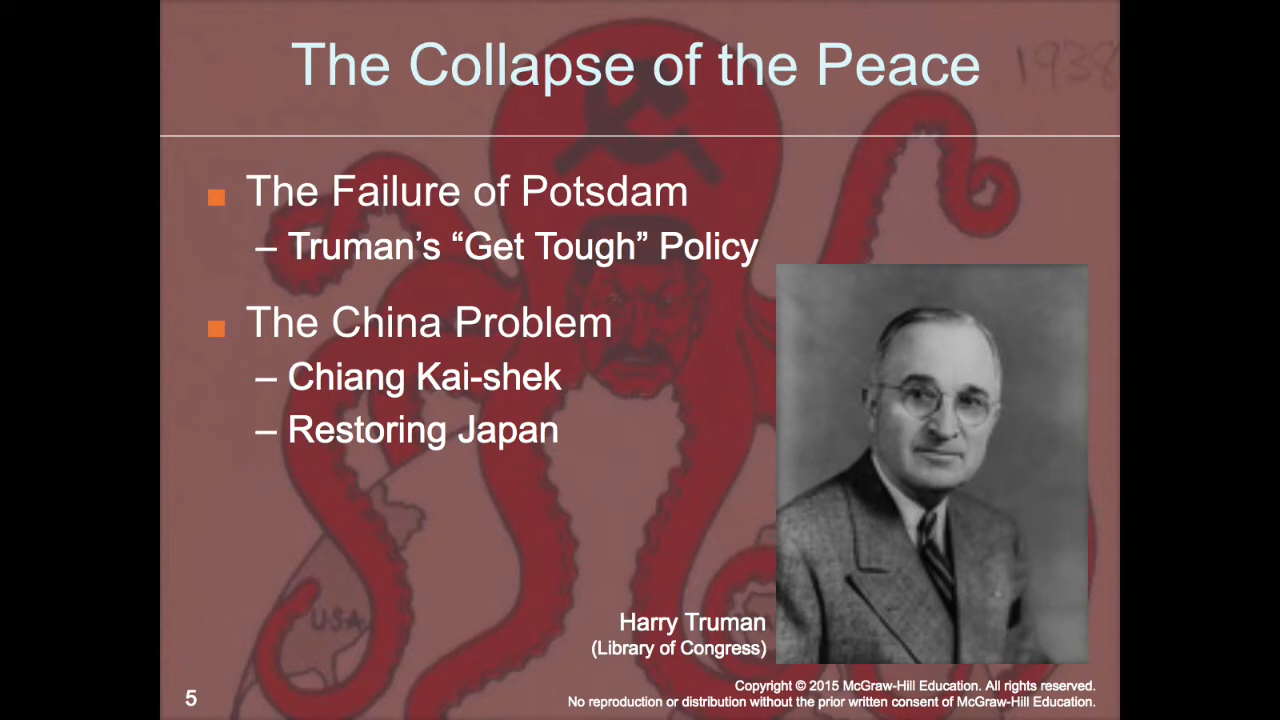 The Collapse of the Peace
1938
The Failure of Potsdam
– Truman’s “Get Tough” Policy
The China Problem
– Chiang Kai-shek
– Restoring Japan
U.S.A.
Harry Truman
(Library of Congress)
5
Copyright © 2015 McGraw-Hill Education. All rights reserved.
No reproduction or distribution without the prior written consent of McGraw-Hill Education.